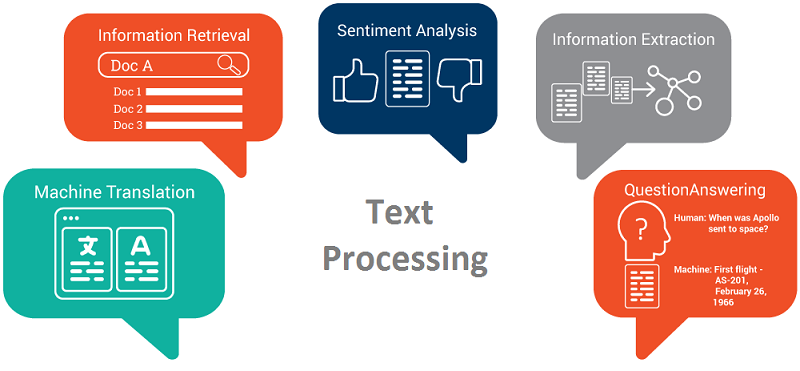 Information Retrieval
Doc A
Doc 1
Doc 2
Doc 3
Sentiment Analysis
Information Extraction
Machine Translation
文 A
Text
Processing
QuestionAnswering
?
Human: When was Apollo
sent to space?
Machine: First flight -
AS-201,
February 26,
1966